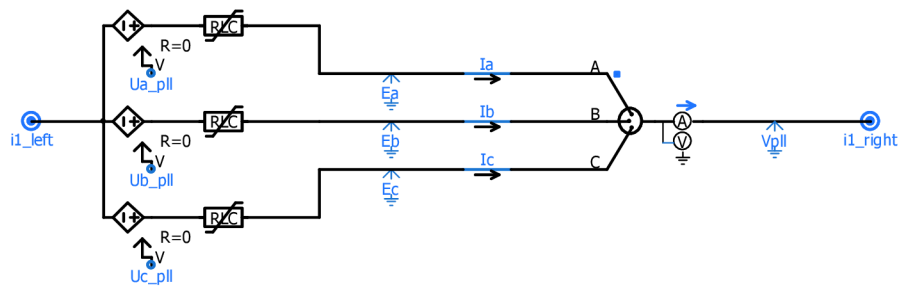 RLC
R=0
V
Ua_pll
Ea
Ia
A
i1_left
RLC
R=0
V
Ub_pll
Eb
Ib
B
A
V
Vpll
i1_right
RLC
R=0
V
Uc_pll
Ec
Ic
C